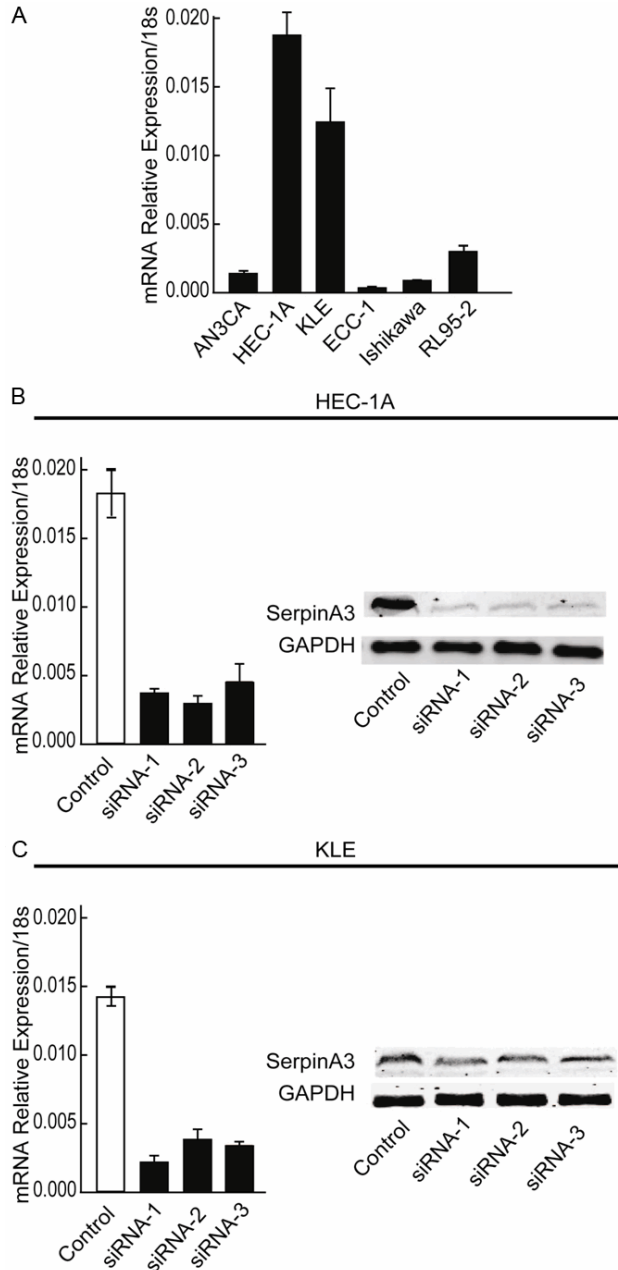 A
mRNA Relative Expression/18s
0.020
0.015
0.010
0.005
0.000
AN3CA
HEC-1A
KLE
ECC-1
Ishikawa
RL95-2
B
HEC-1A
mRNA Relative Expression/18s
0.020
0.015
0.010
0.005
0.000
Control
siRNA-1
siRNA-2
siRNA-3
SerpinA3
GAPDH
Control
siRNA-1
siRNA-2
siRNA-3
C
KLE
mRNA Relative Expression/18s
0.020
0.015
0.010
0.005
0.000
Control
siRNA-1
siRNA-2
siRNA-3
SerpinA3
GAPDH
Control
siRNA-1
siRNA-2
siRNA-3